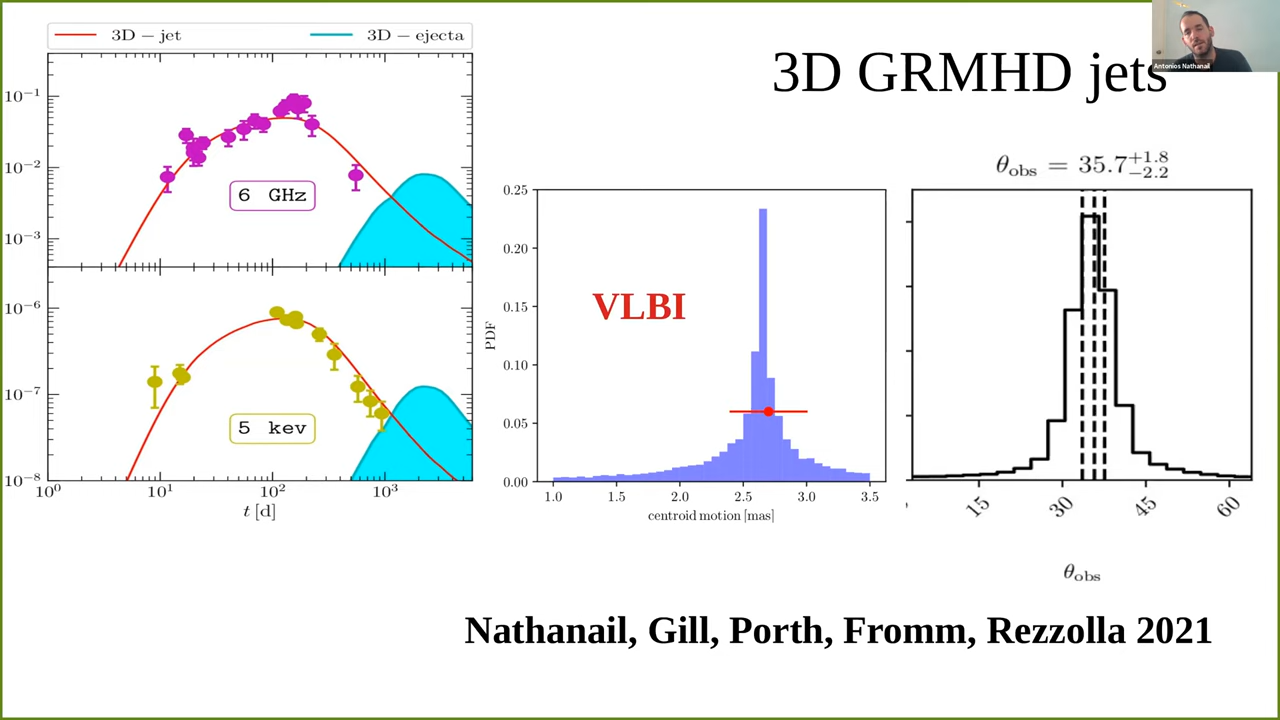 3D – jet
3D – ejecta
3D GRMHD jets
Antonios Nathanail
10⁻¹
10⁻²
10⁻³
6 GHz
10⁻⁶
10⁻⁷
10⁻⁸
5 kev
10⁰ 10¹ 10² 10³
t [d]
0.25
0.20
0.15
0.10
0.05
0.00
PDF
VLBI
1.0 1.5 2.0 2.5 3.0 3.5
centroid motion [mas]
θobs = 35.7+1.8−2.2
15 30 45 60
θobs
Nathanail, Gill, Porth, Fromm, Rezzolla 2021